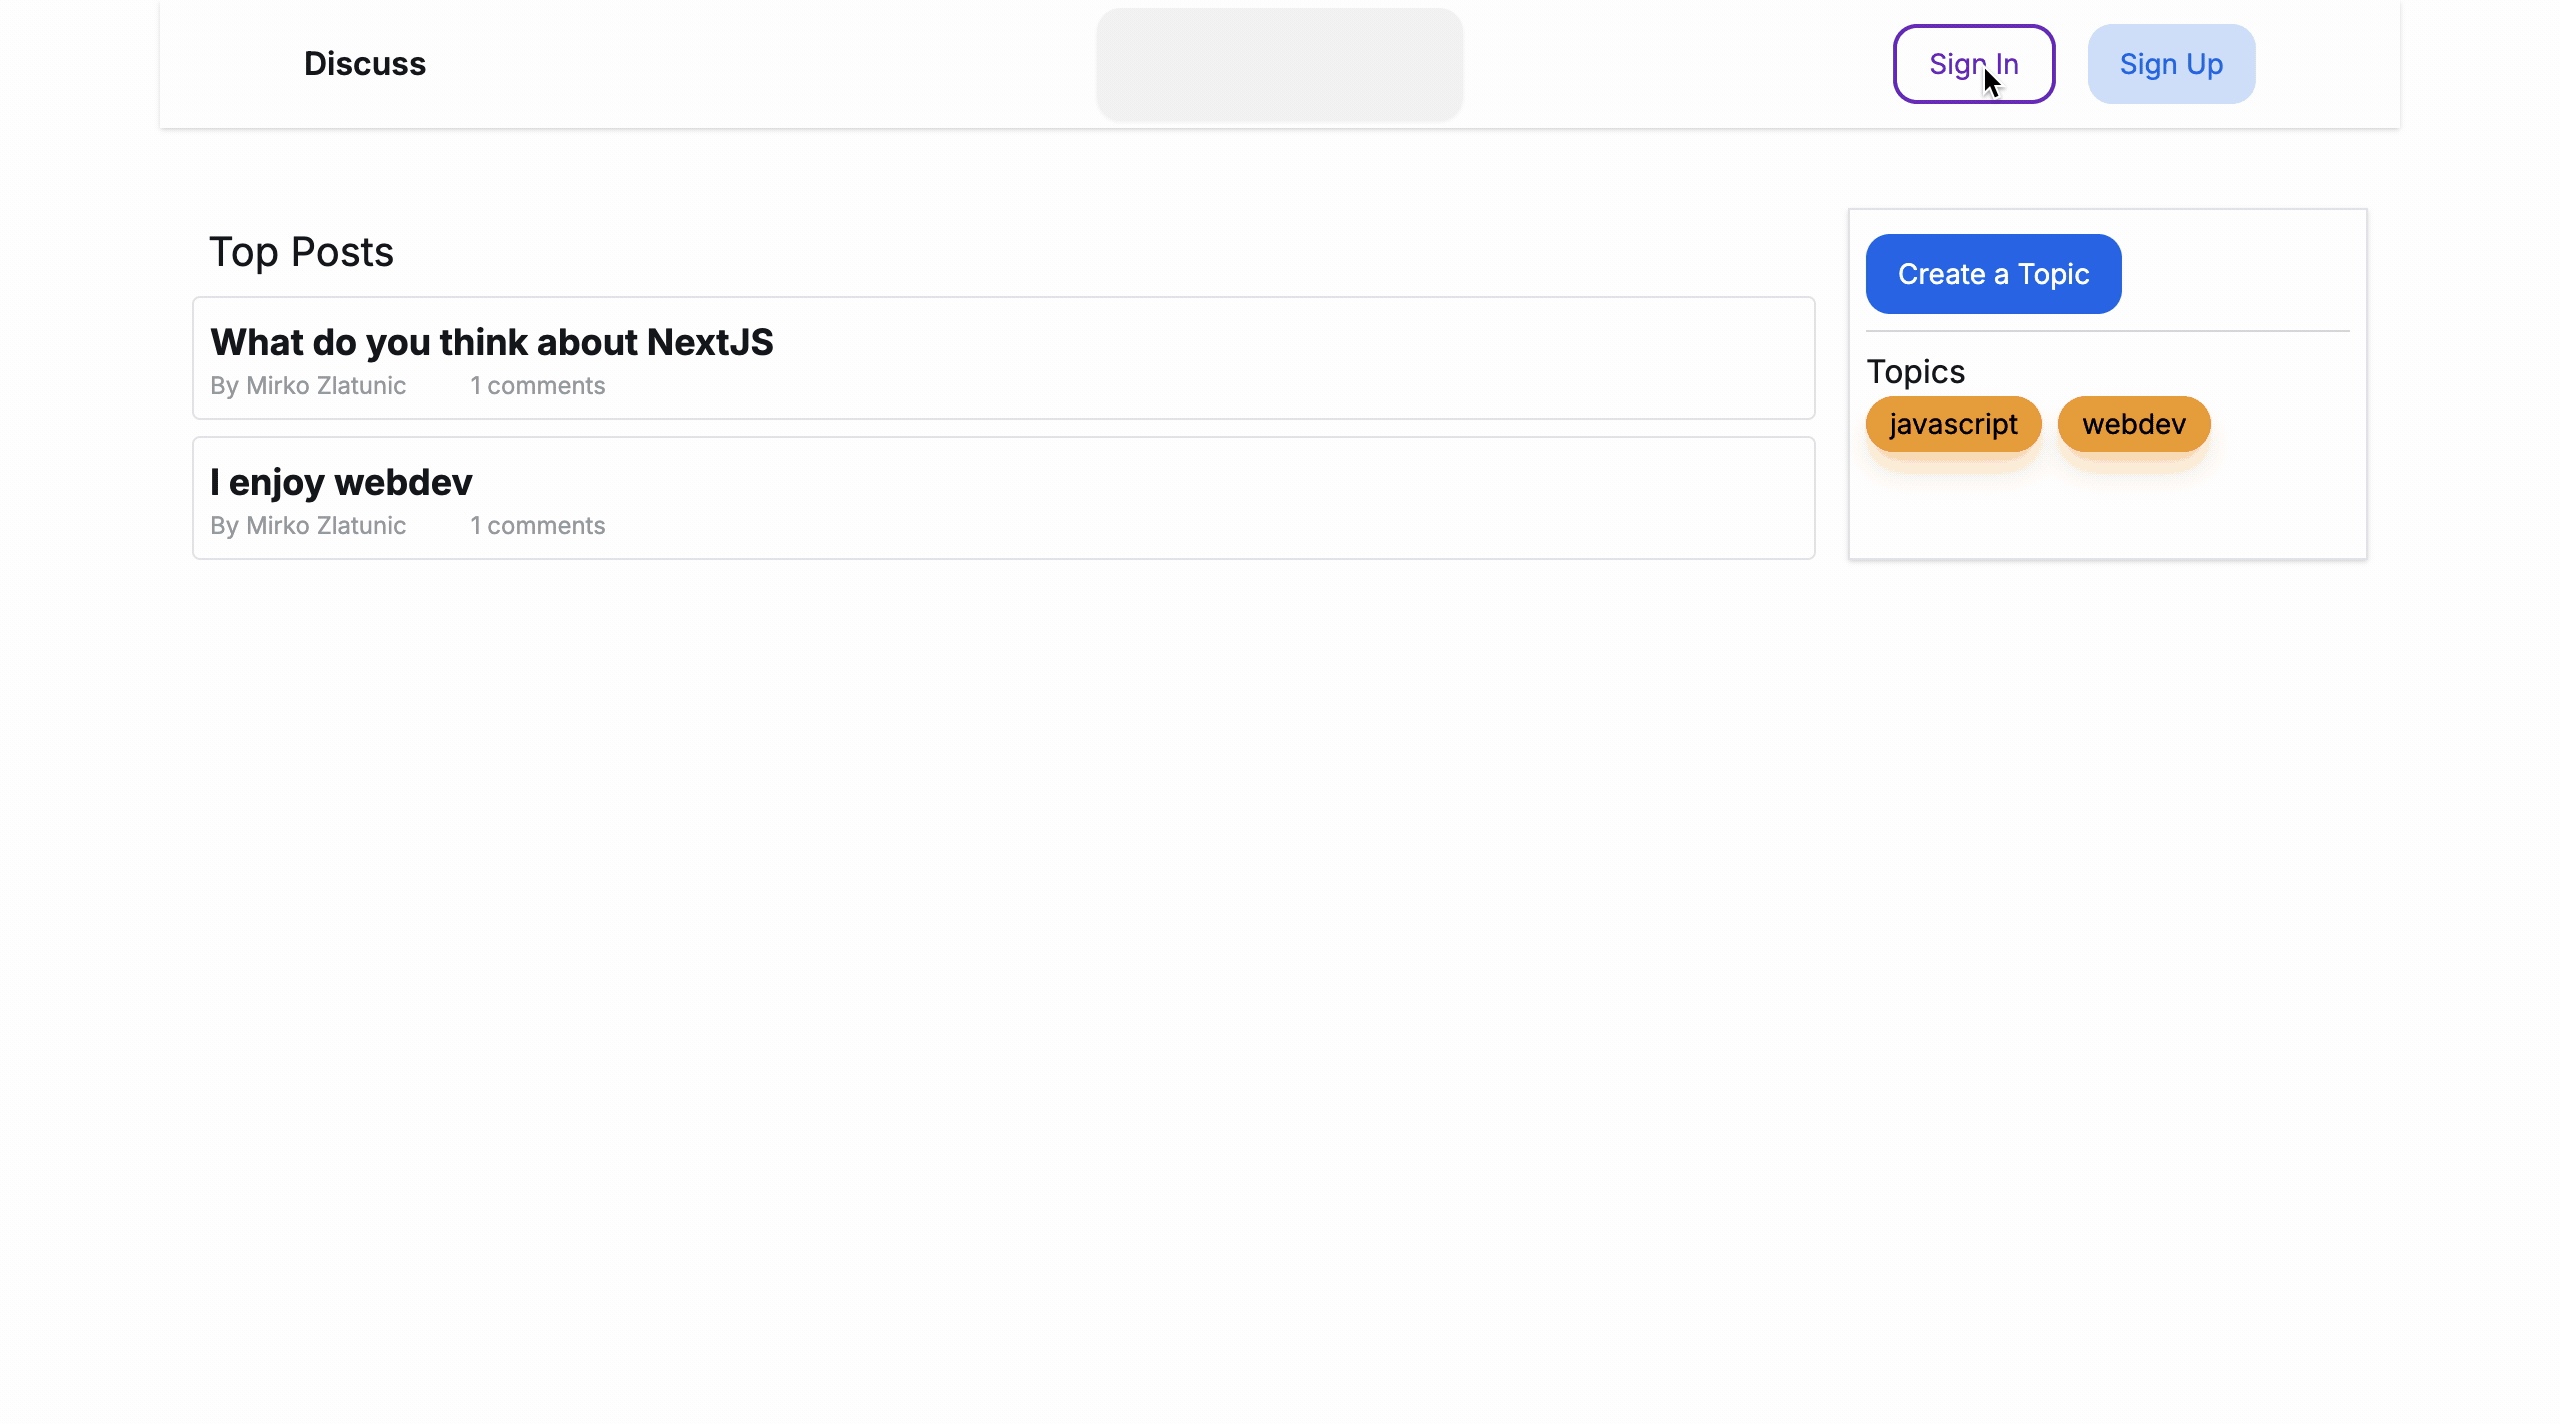 Discuss
Sign In
Sign Up
Top Posts
What do you think about NextJS
By Mirko Zlatunic 1 comments
I enjoy webdev
By Mirko Zlatunic 1 comments
Create a Topic
Topics
javascript webdev